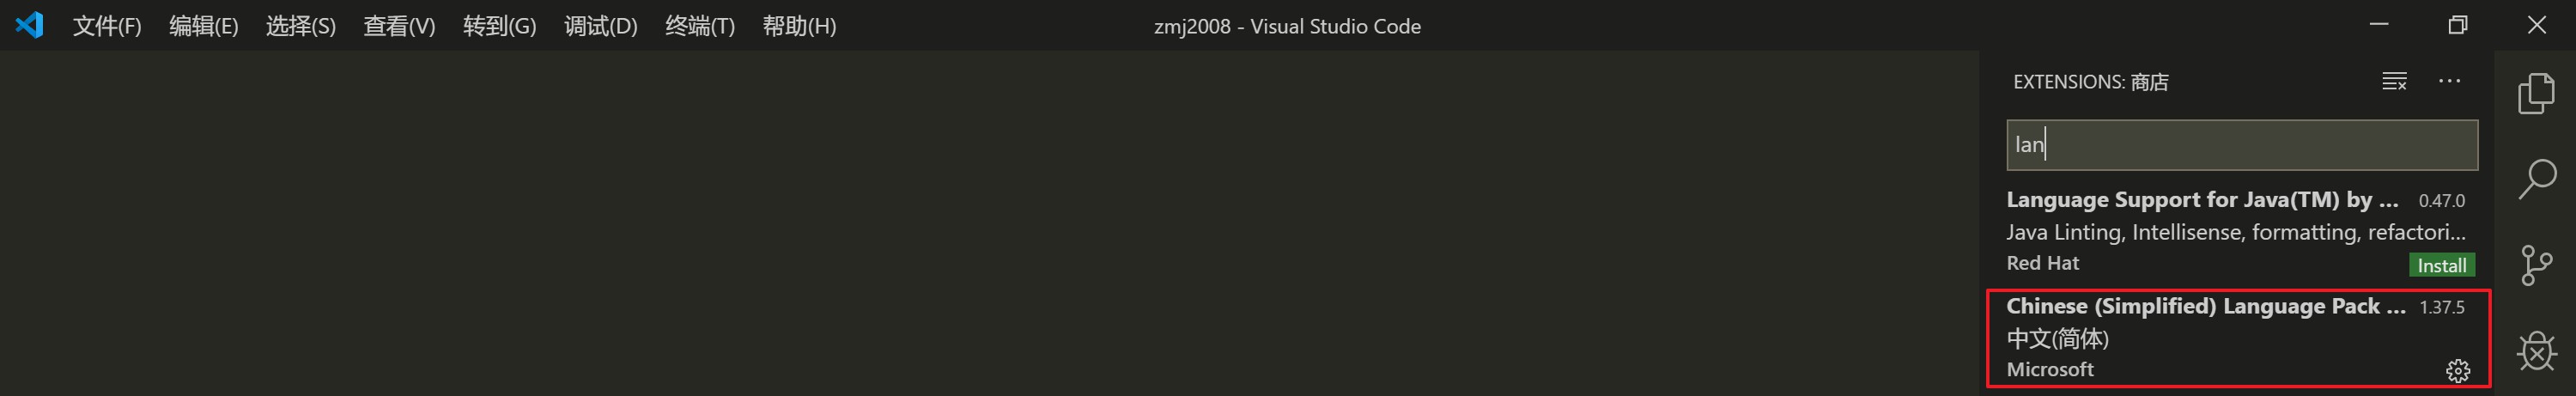 文件(F) 编辑(E) 选择(S) 查看(V) 转到(G) 调试(D) 终端(T) 帮助(H) zmj2008 - Visual Studio Code
EXTENSIONS: 商店
lan
Language Support for Java(TM) by ... 0.47.0
Java Linting, Intellisense, formatting, refactori...
Red Hat Install
Chinese (Simplified) Language Pack ... 1.37.5
中文(简体)
Microsoft